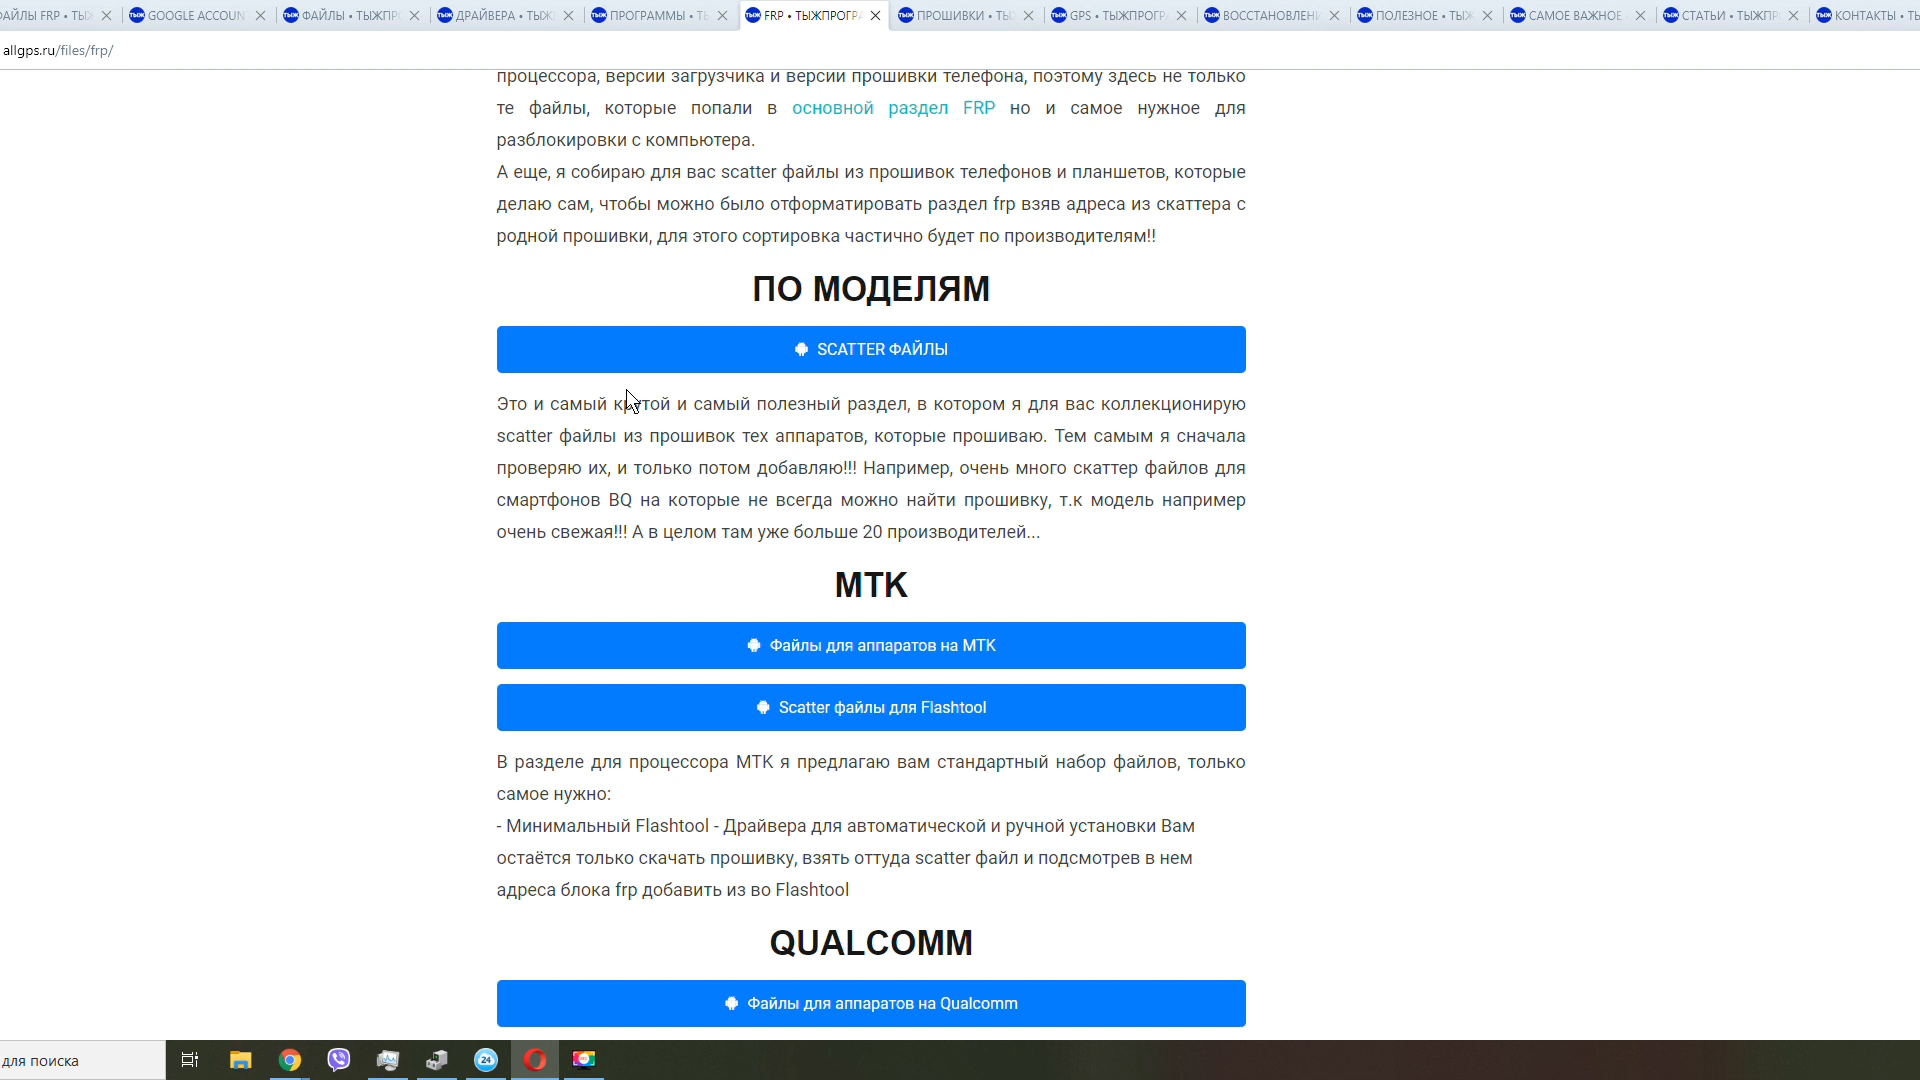 АЙЛЫ FRP • ТЫЖ
GOOGLE ACCOUN
ФАЙЛЫ • ТЫЖПРО
ДРАЙВЕРА • ТЫЖ
ПРОГРАММЫ • ТЫ
FRP • ТЫЖПРОГРА
ПРОШИВКИ • ТЫ
GPS • ТЫЖПРОГР
ВОССТАНОВЛЕНИ
ПОЛЕЗНОЕ • ТЫЖ
САМОЕ ВАЖНОЕ
СТАТЬИ • ТЫЖПР
КОНТАКТЫ • ТЫ
allgps.ru/files/frp/
процессора, версии загрузчика и версии прошивки телефона, поэтому здесь не только
те файлы, которые попали в основной раздел FRP но и самое нужное для
разблокировки с компьютера.
А еще, я собираю для вас scatter файлы из прошивок телефонов и планшетов, которые
делаю сам, чтобы можно было отформатировать раздел frp взяв адреса из скаттера с
родной прошивки, для этого сортировка частично будет по производителям!!
ПО МОДЕЛЯМ
SCATTER ФАЙЛЫ
Это и самый крутой и самый полезный раздел, в котором я для вас коллекционирую
scatter файлы из прошивок тех аппаратов, которые прошиваю. Тем самым я сначала
проверяю их, и только потом добавляю!!! Например, очень много скаттер файлов для
смартфонов BQ на которые не всегда можно найти прошивку, т.к модель например
очень свежая!!! А в целом там уже больше 20 производителей...
МТК
Файлы для аппаратов на МТК
Scatter файлы для Flashtool
В разделе для процессора МТК я предлагаю вам стандартный набор файлов, только
самое нужно:
- Минимальный Flashtool - Драйвера для автоматической и ручной установки Вам
остаётся только скачать прошивку, взять оттуда scatter файл и подсмотрев в нем
адреса блока frp добавить из во Flashtool
QUALCOMM
Файлы для аппаратов на Qualcomm
для поиска
24